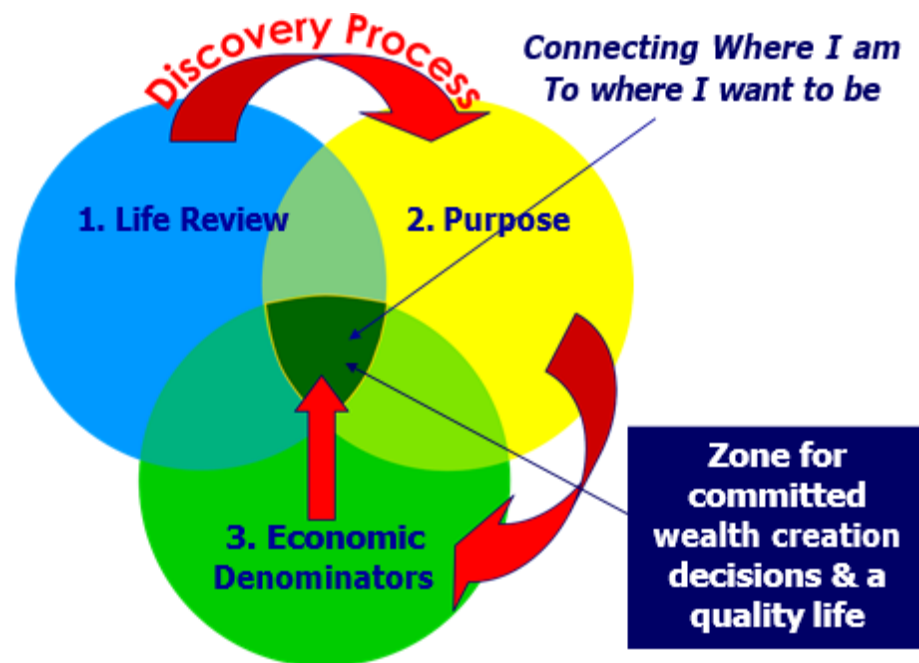 Discovery Process
Connecting Where I am
To where I want to be
1. Life Review
2. Purpose
3. Economic
Denominators
Zone for
committed
wealth creation
decisions & a
quality life